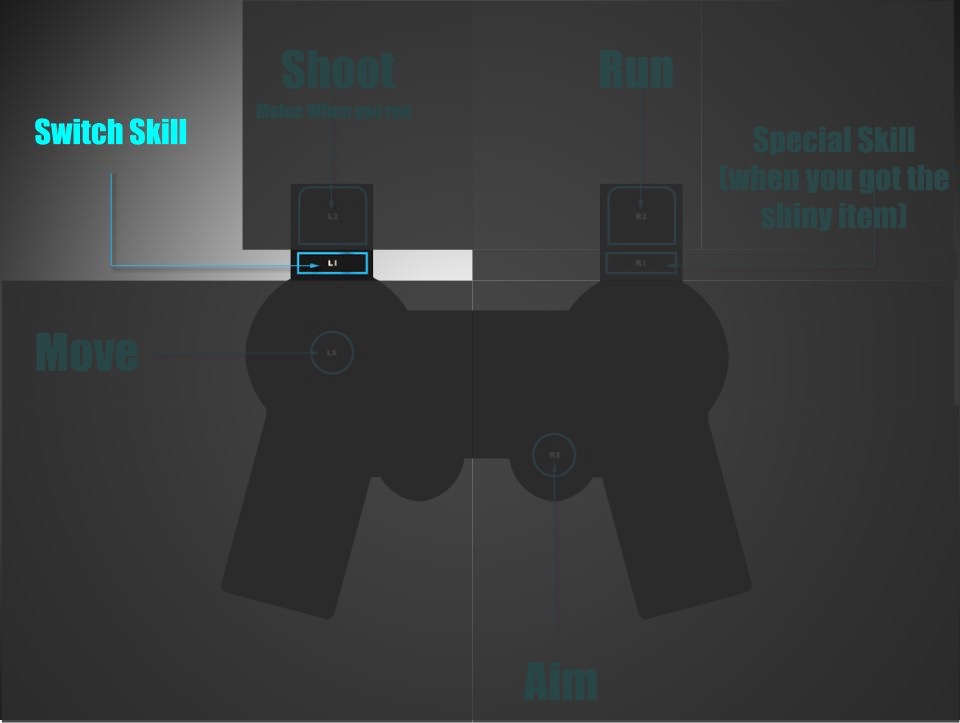 Shoot
Run
Melee When you run
Switch Skill
Special Skill
(when you got the
shiny item)
L2
R2
L1
R1
Move
LS
RS
Aim